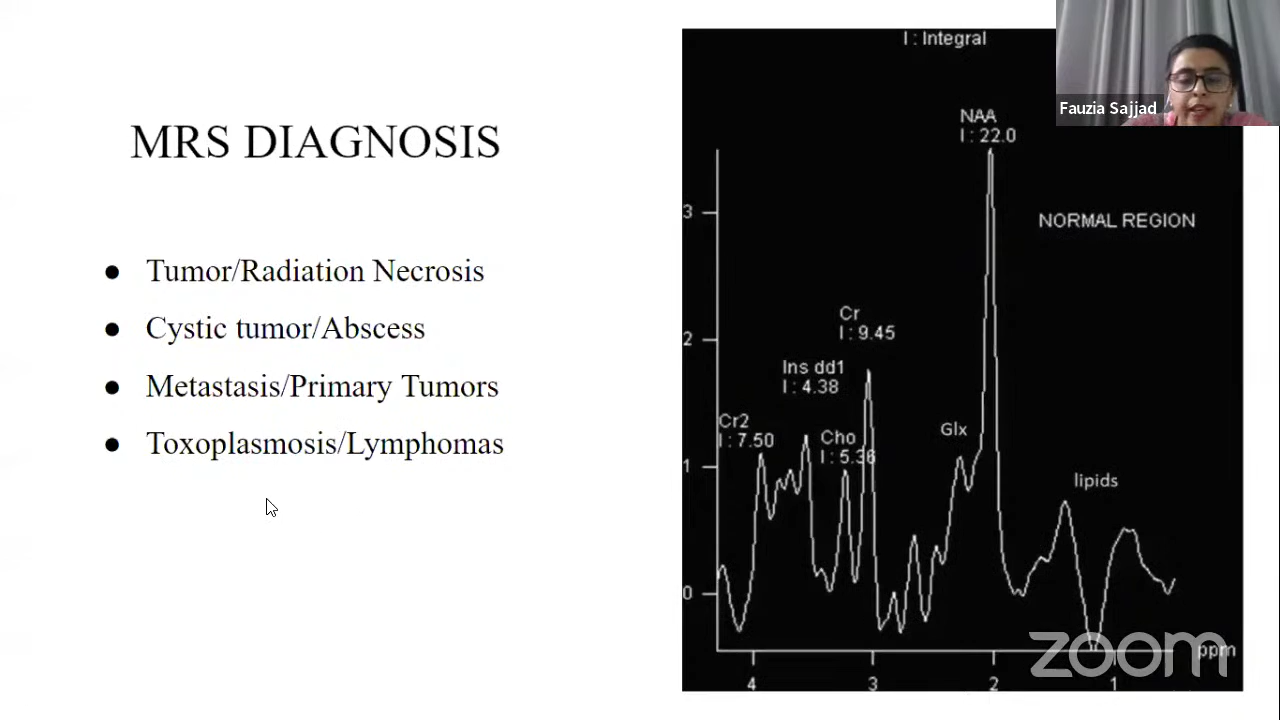 MRS DIAGNOSIS
● Tumor/Radiation Necrosis
● Cystic tumor/Abscess
● Metastasis/Primary Tumors
● Toxoplasmosis/Lymphomas
I : Integral
NAA
I : 22.0
NORMAL REGION
Cr
I : 9.45
Ins dd1
I : 4.38
Cr2
I : 7.50
Cho
I : 5.36
Glx
lipids
3
2
1
0
4 3 2 1
ppm
Fauzia Sajjad
zoom